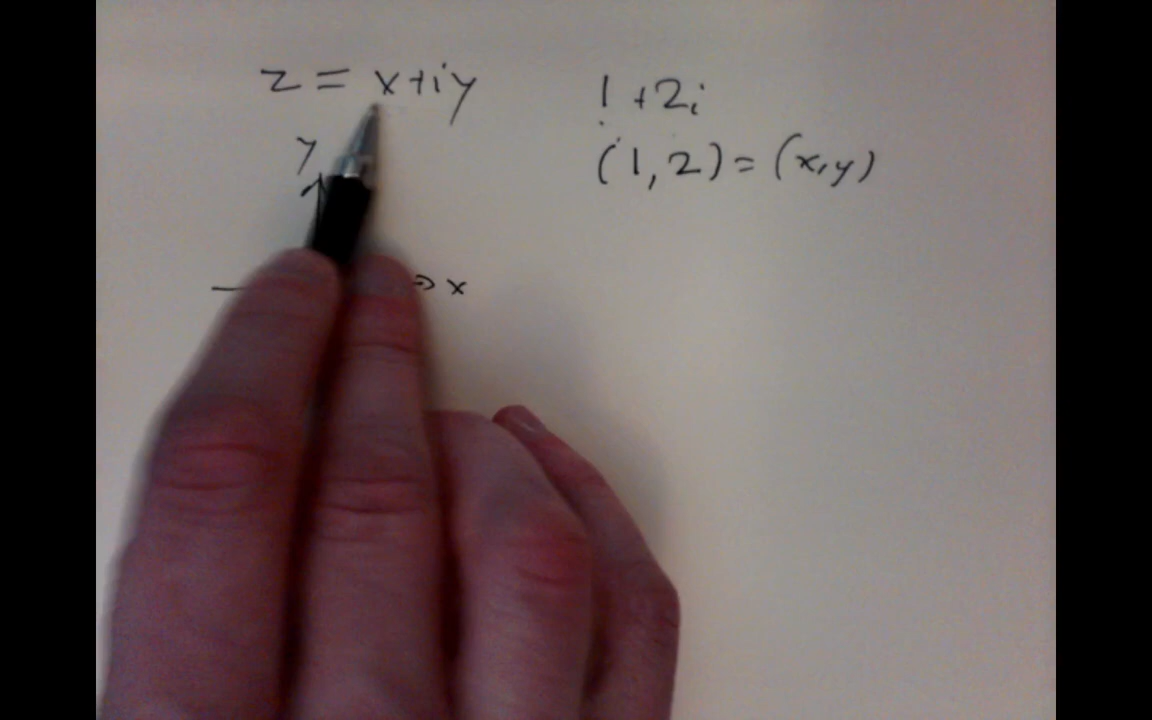 z = x+iy
1 +2i
(1,2) = (x,y)
y
x